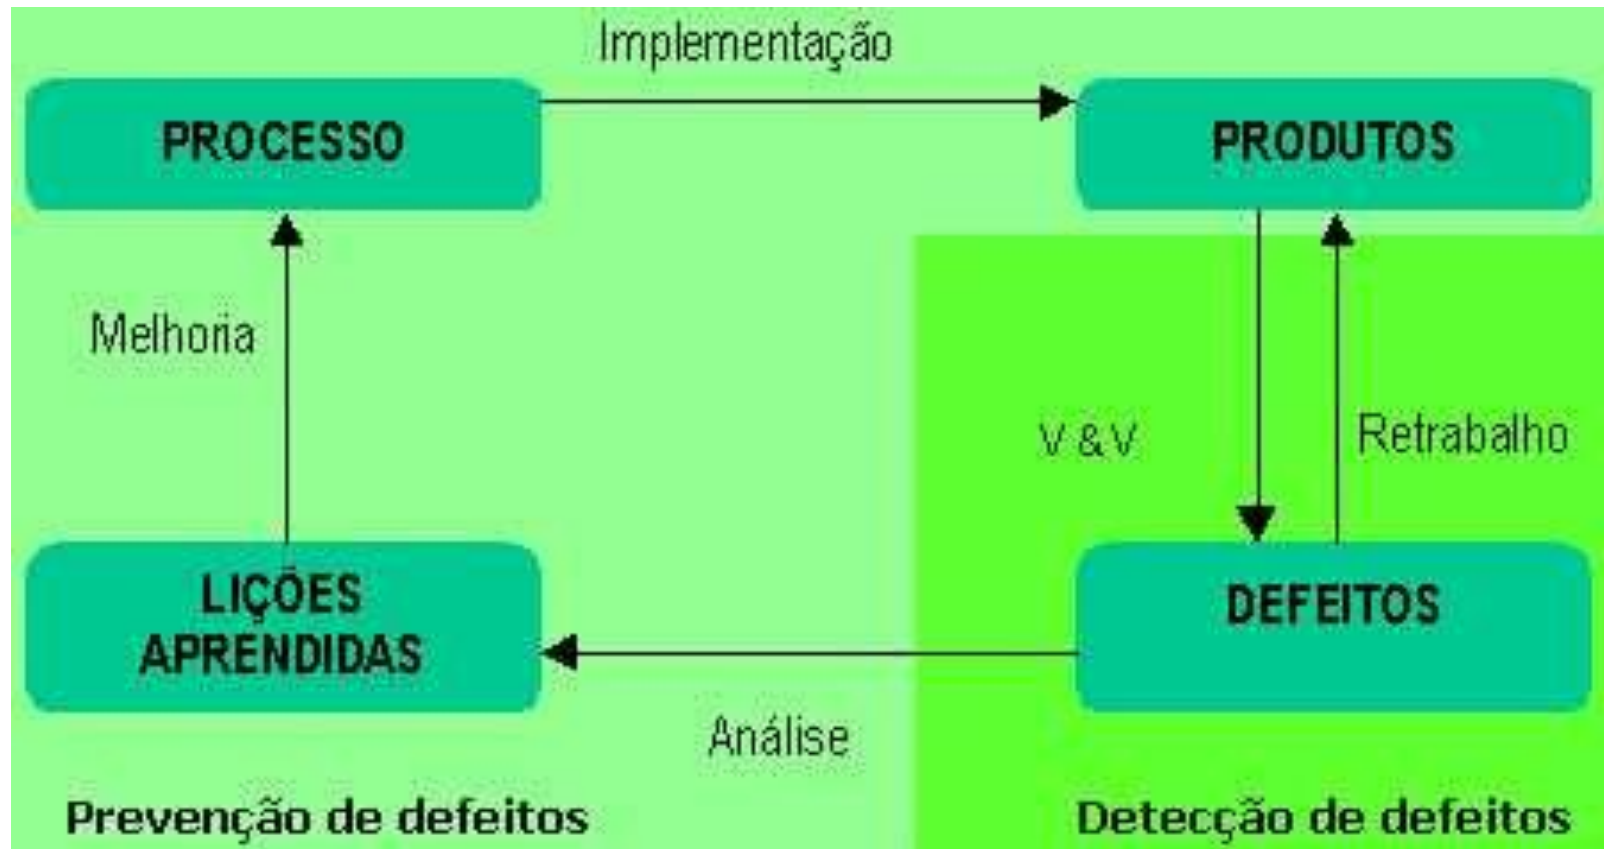 Implementação
PROCESSO
PRODUTOS
Melhoria
V & V
Retrabalho
LIÇÕES
APRENDIDAS
DEFEITOS
Análise
Prevenção de defeitos
Detecção de defeitos